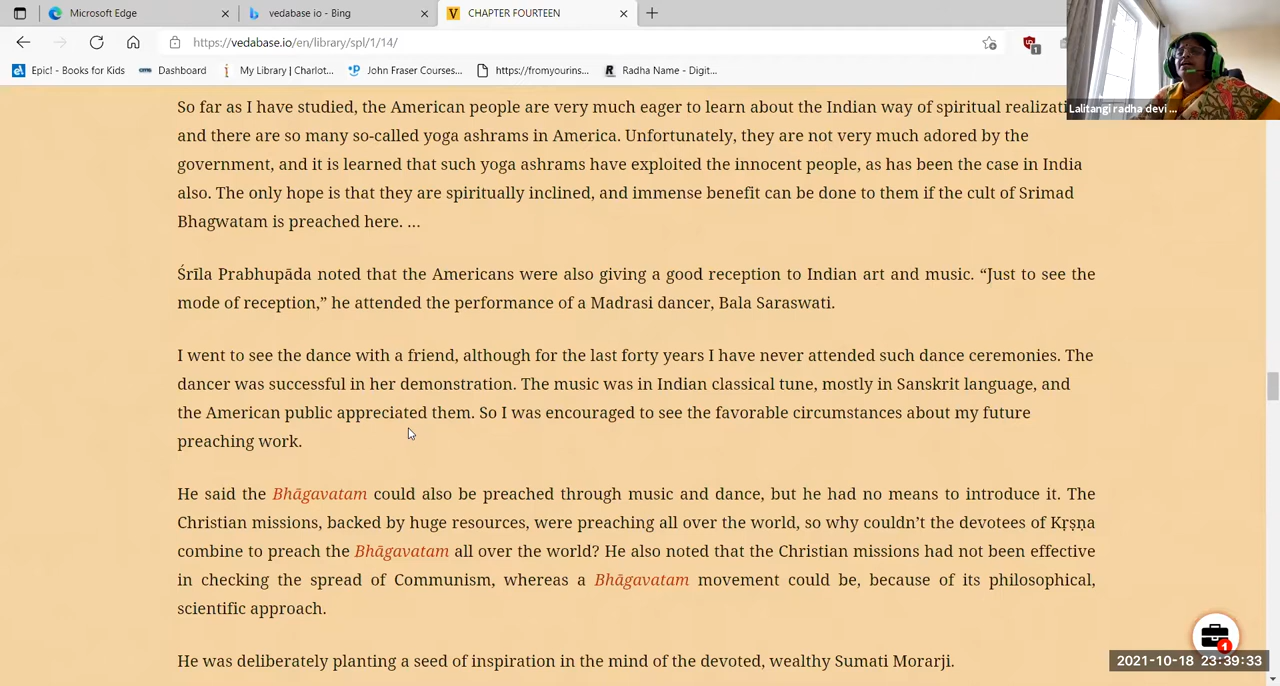 Microsoft Edge
vedabase io - Bing
CHAPTER FOURTEEN
https://vedabase.io/en/library/spl/1/14/
1
Epic! - Books for Kids
Dashboard
My Library | Charlot...
John Fraser Courses...
https://fromyourins...
Radha Name - Digit...
Lalitangi radha devi ...
So far as I have studied, the American people are very much eager to learn about the Indian way of spiritual
and there are so many so-called yoga ashrams in America. Unfortunately, they are not very much adored by the
government, and it is learned that such yoga ashrams have exploited the innocent people, as has been the case in India
also. The only hope is that they are spiritually inclined, and immense benefit can be done to them if the cult of Srimad
Bhagwatam is preached here. ...
Śrīla Prabhupāda noted that the Americans were also giving a good reception to Indian art and music. “Just to see the
mode of reception,” he attended the performance of a Madrasi dancer, Bala Saraswati.
I went to see the dance with a friend, although for the last forty years I have never attended such dance ceremonies. The
dancer was successful in her demonstration. The music was in Indian classical tune, mostly in Sanskrit language, and
the American public appreciated them. So I was encouraged to see the favorable circumstances about my future
preaching work.
He said the Bhāgavatam could also be preached through music and dance, but he had no means to introduce it. The
Christian missions, backed by huge resources, were preaching all over the world, so why couldn’t the devotees of Kṛṣṇa
combine to preach the Bhāgavatam all over the world? He also noted that the Christian missions had not been effective
in checking the spread of Communism, whereas a Bhāgavatam movement could be, because of its philosophical,
scientific approach.
He was deliberately planting a seed of inspiration in the mind of the devoted, wealthy Sumati Morarji.
1
2021-10-18 23:39:33